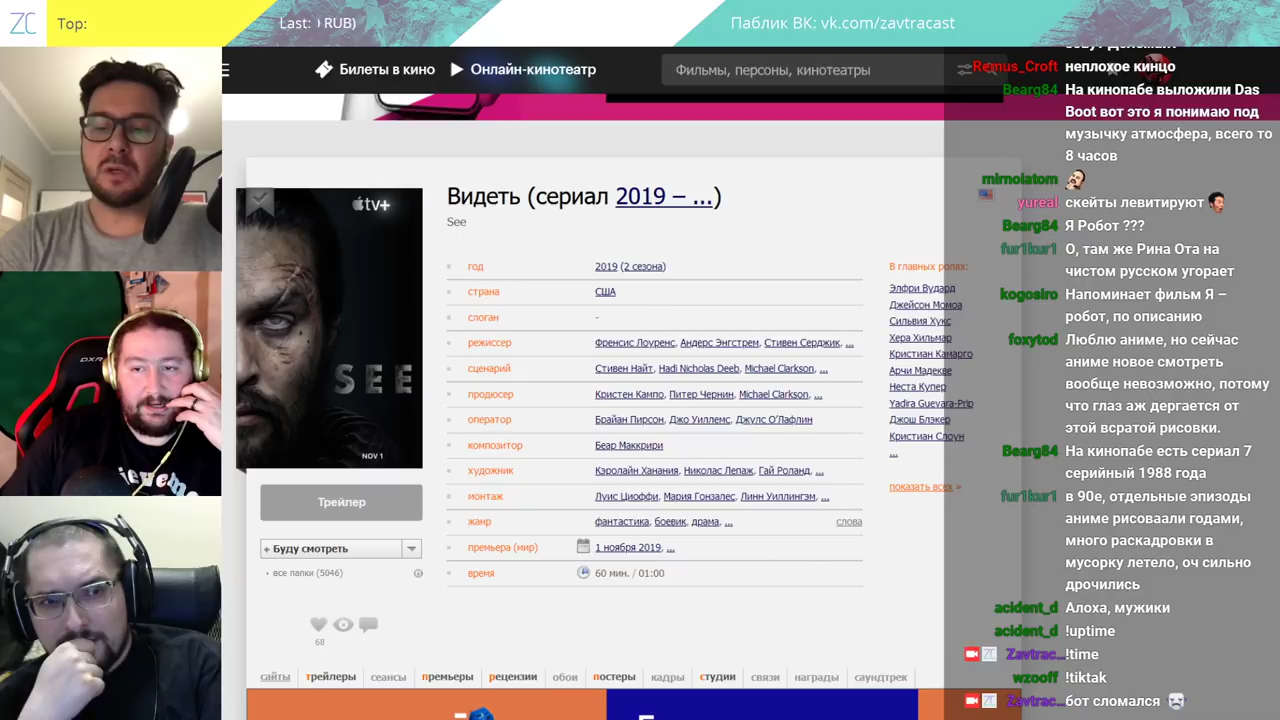 ZC
Top:
Last:
RUB)
Паблик ВК: vk.com/zavtracast
Билеты в кино
Онлайн-кинотеатр
Фильмы, персоны, кинотеатры
tv+
SEE
NOV 1
Трейлер
+ Буду смотреть
• все папки (5046)
68
Видеть (сериал 2019 – ...)
See
год 2019 (2 сезона)
страна США
слоган -
режиссер Френсис Лоуренс, Андерс Энгстрем, Стивен Серджик, ...
сценарий Стивен Найт, Hadi Nicholas Deeb, Michael Clarkson, ...
продюсер Кристен Кампо, Питер Чернин, Michael Clarkson, ...
оператор Брайан Пирсон, Джо Уиллемс, Джулс О'Лафлин
композитор Беар Маккрири
художник Кэролайн Ханания, Николас Лепаж, Гай Роланд, ...
монтаж Луис Циоффи, Мария Гонзалес, Линн Уиллингэм, ...
жанр фантастика, боевик, драма, ... слова
премьера (мир) 1 ноября 2019, ...
время 60 мин. / 01:00
В главных ролях:
Элфри Вудард
Джейсон Момоа
Сильвия Хукс
Хера Хильмар
Кристиан Камарго
Арчи Мадекве
Неста Купер
Yadira Guevara-Prip
Джош Блэкер
Кристиан Слоун
...
показать всех »
сайты трейлеры сеансы премьеры рецензии обои постеры кадры студии связи награды саундтрек
Remus_Croft неплохое кинцо
Bearg84 На кинопабе выложили Das
Boot вот это я понимаю под
музычку атмосфера, всего то
8 часов
mirnolatom
yureal скейты левитируют
Bearg84 Я Робот ???
fur1kur1 О, там же Рина Ота на
чистом русском угорает
kogosiro Напоминает фильм Я –
робот, по описанию
foxytod Люблю аниме, но сейчас
аниме новое смотреть
вообще невозможно, потому
что глаз аж дергается от
этой всратой рисовки.
Bearg84 На кинопабе есть сериал 7
серийный 1988 года
fur1kur1 в 90е, отдельные эпизоды
аниме рисоваали годами,
много раскадровки в
мусорку летело, оч сильно
дрочились
acident_d Алоха, мужики
acident_d !uptime
ZC Zavtrac... !time
wzooff !tiktak
ZC Zavtrac... бот сломался
DXR